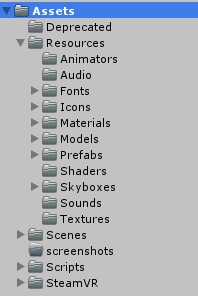 Assets
Deprecated
Resources
Animators
Audio
Fonts
Icons
Materials
Models
Prefabs
Shaders
Skyboxes
Sounds
Textures
Scenes
screenshots
Scripts
SteamVR